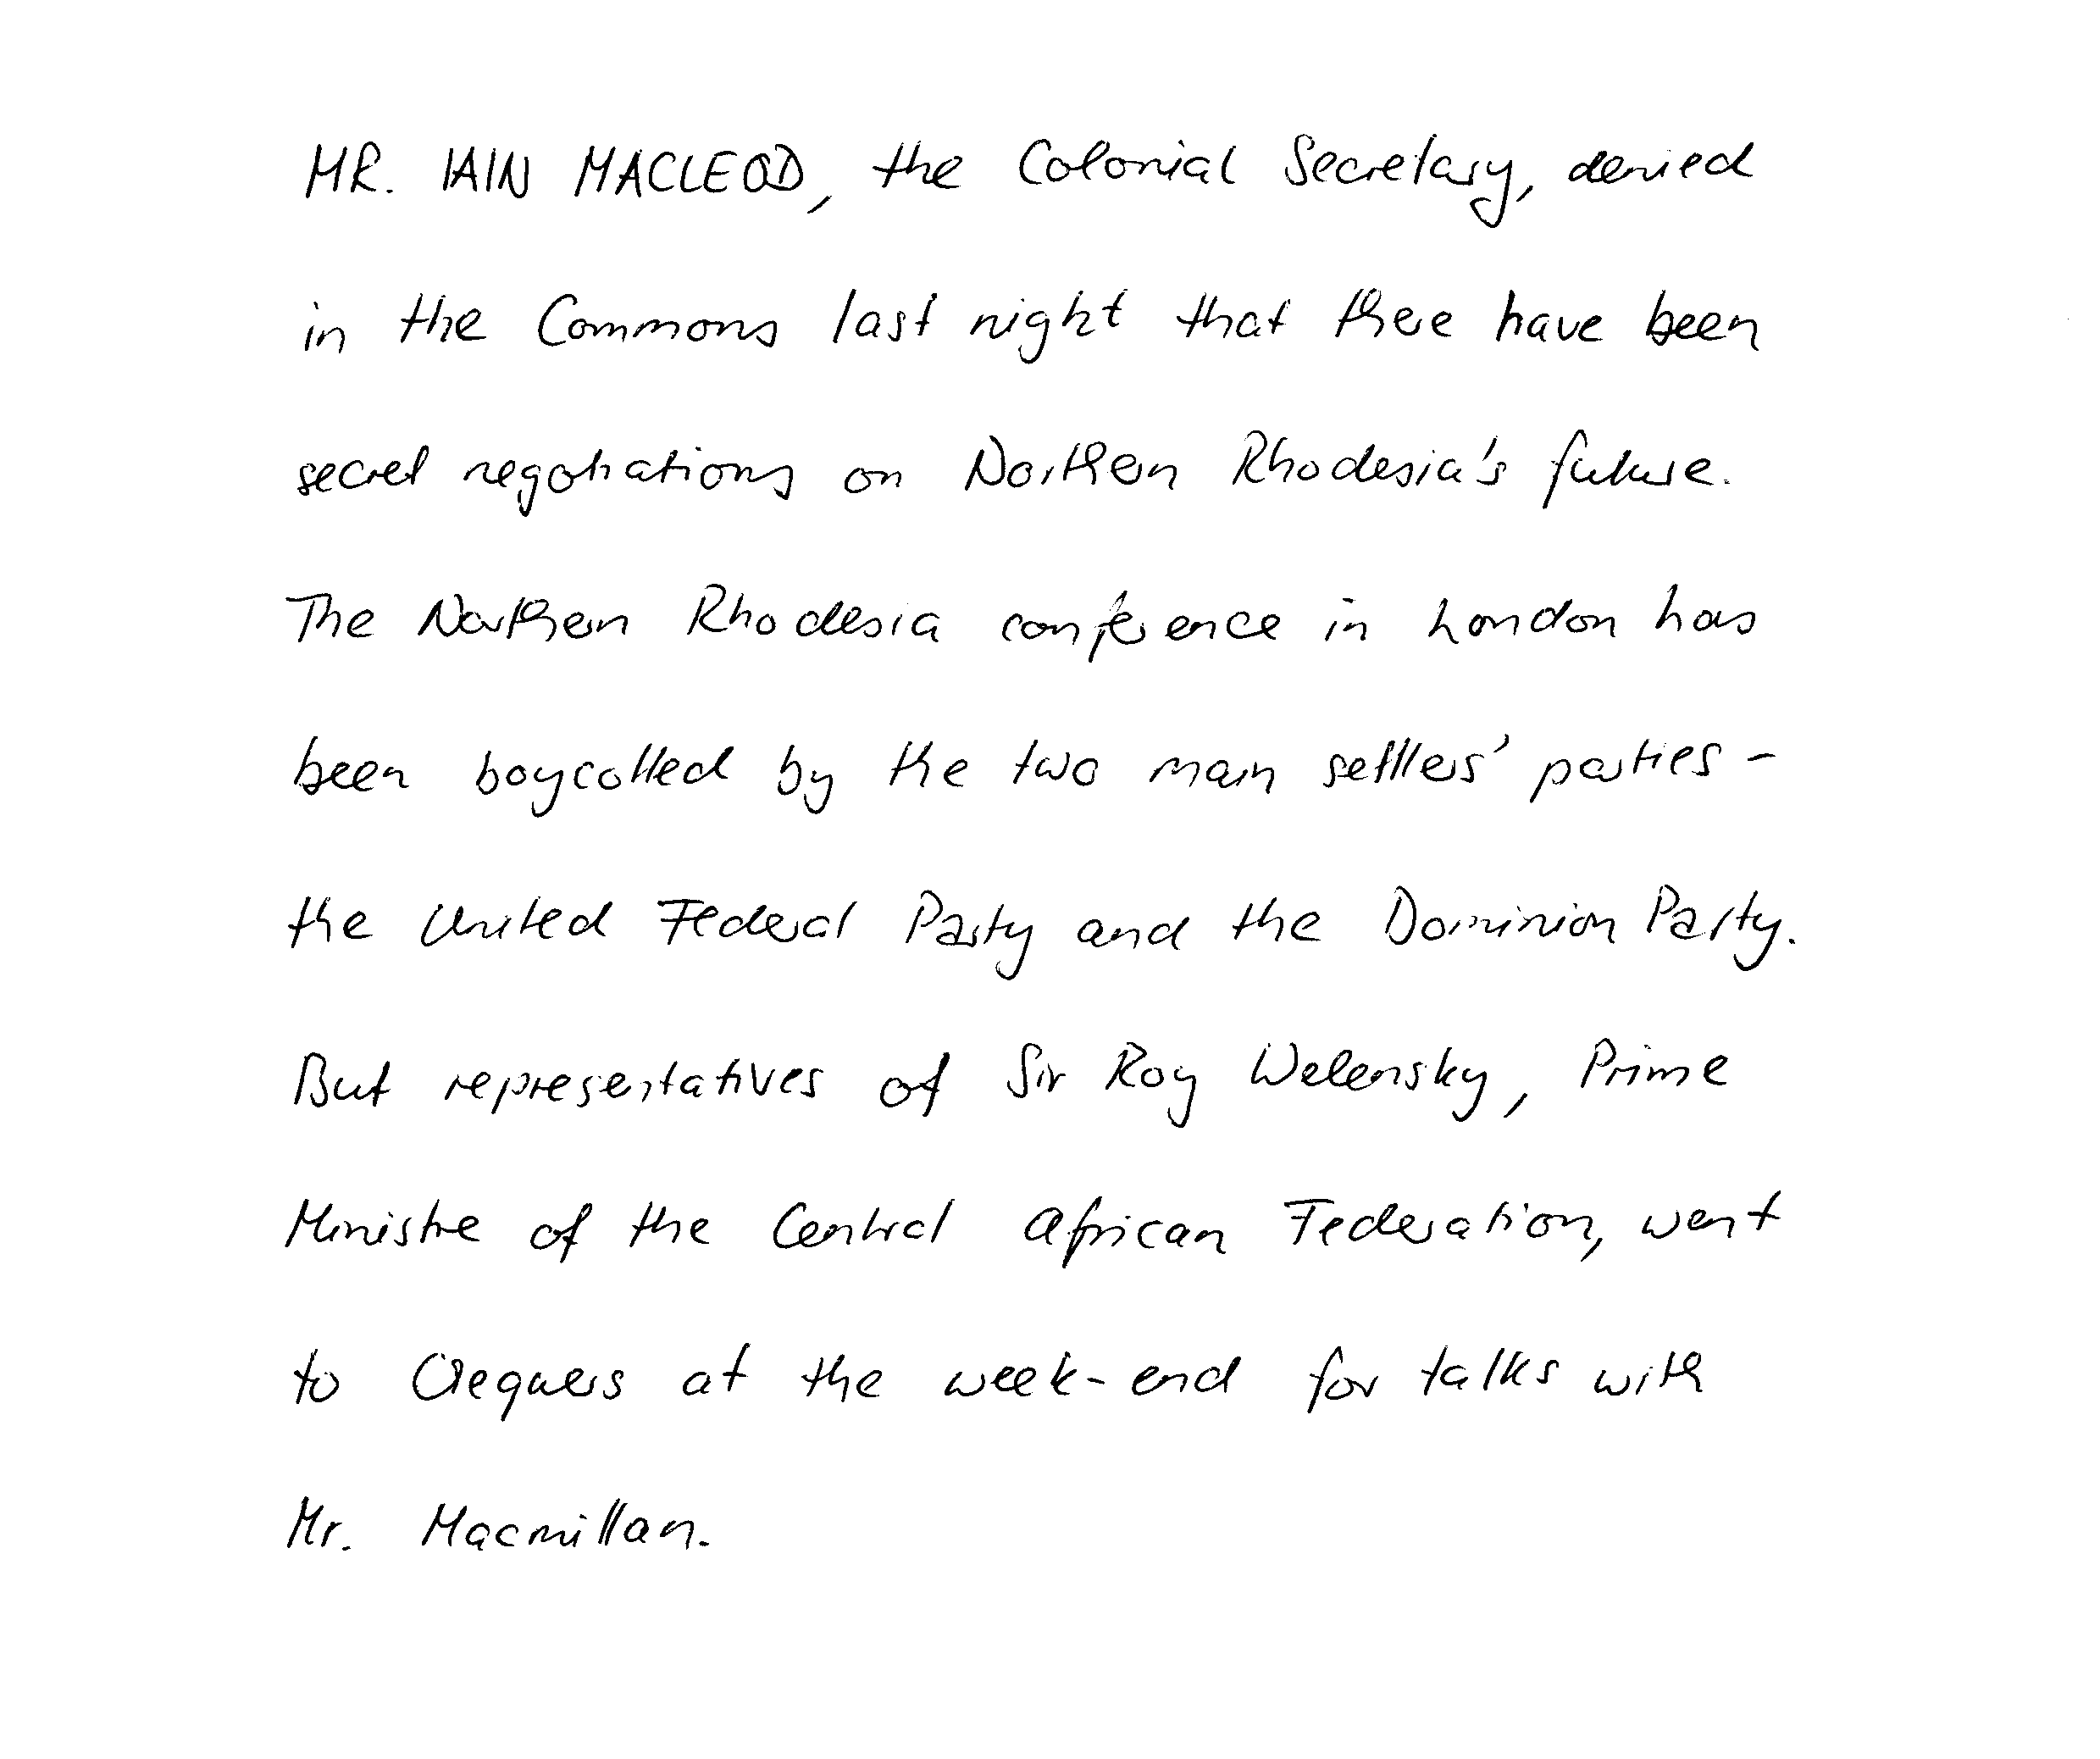 MR. IAIN MACLEOD, the Colonial Secretary, denied
in the Commons last night that there have been
secret negotiations on Northern Rhodesia's future.
The Northern Rhodesia conference in London has
been boycotted by the two main settlers' parties -
the United Federal Party and the Dominion Party.
But representatives of Sir Roy Welensky, Prime
Ministre of the Central African Federation, went
to Chequers at the week-end for talks with
Mr. Macmillan.